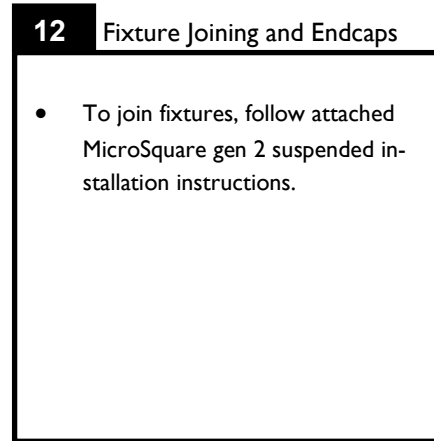 12 Fixture Joining and Endcaps
• To join fixtures, follow attached
MicroSquare gen 2 suspended in-
stallation instructions.